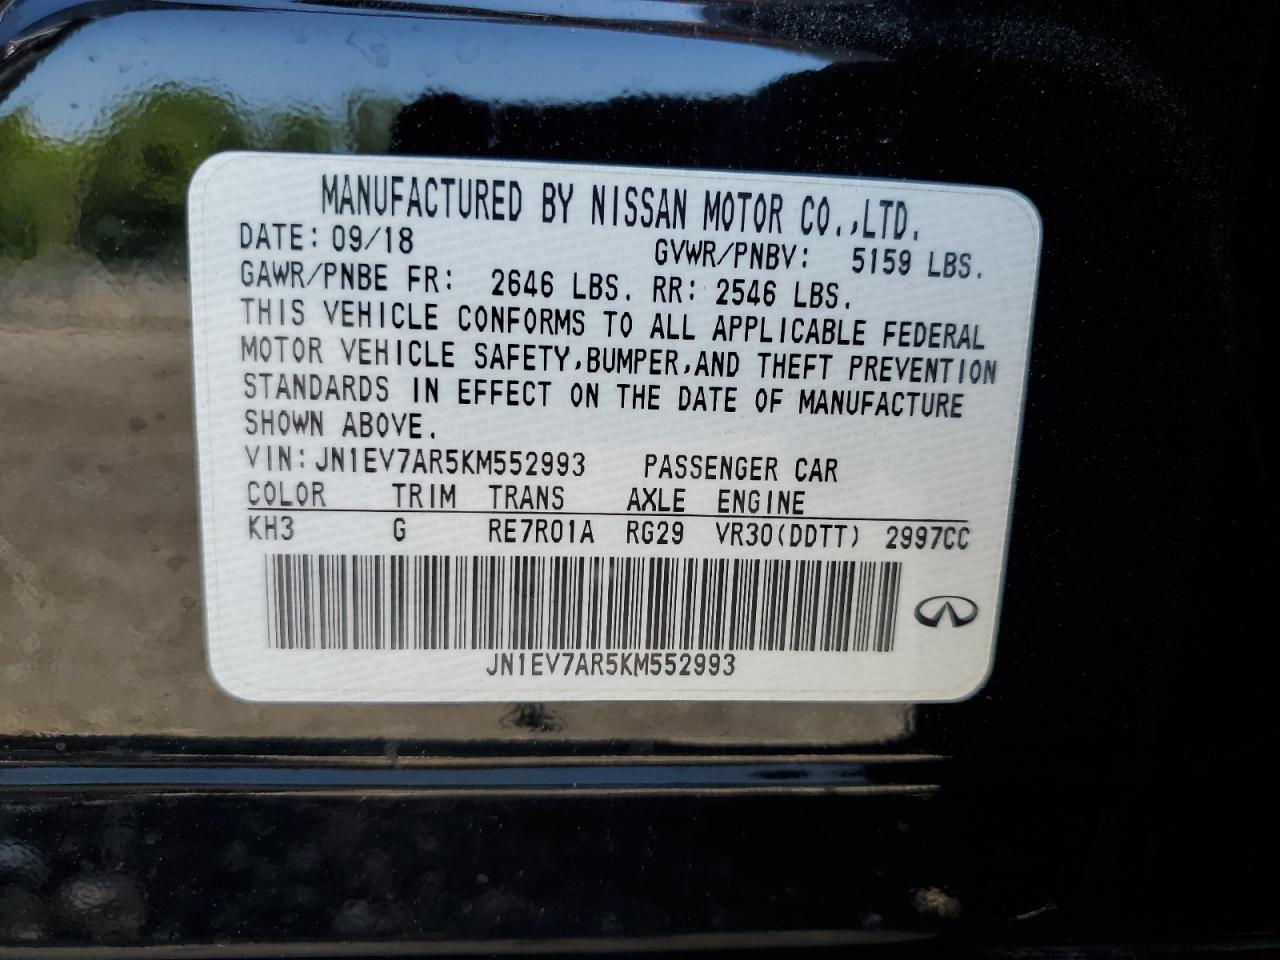 MANUFACTURED BY NISSAN MOTOR CO.,LTD.
DATE: 09/18 GVWR/PNBV: 5159 LBS.
GAWR/PNBE FR: 2646 LBS. RR: 2546 LBS.
THIS VEHICLE CONFORMS TO ALL APPLICABLE FEDERAL
MOTOR VEHICLE SAFETY,BUMPER,AND THEFT PREVENTION
STANDARDS IN EFFECT ON THE DATE OF MANUFACTURE
SHOWN ABOVE.
VIN: JN1EV7AR5KM552993 PASSENGER CAR
COLOR TRIM TRANS AXLE ENGINE
KH3 G RE7R01A RG29 VR30(DDTT) 2997CC
JN1EV7AR5KM552993